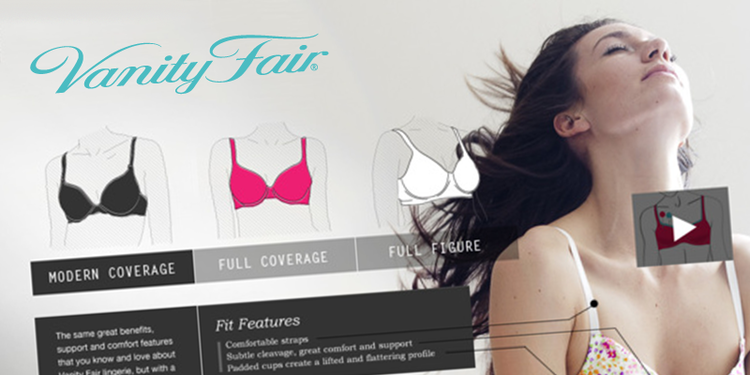 Vanity Fair®
MODERN COVERAGE
FULL COVERAGE
FULL FIGURE
The same great benefits,
support and comfort features
that you know and love about
Vanity Fair lingerie, but with a
Fit Features
Comfortable straps
Subtle cleavage, great comfort and support
Padded cups create a lifted and flattering profile